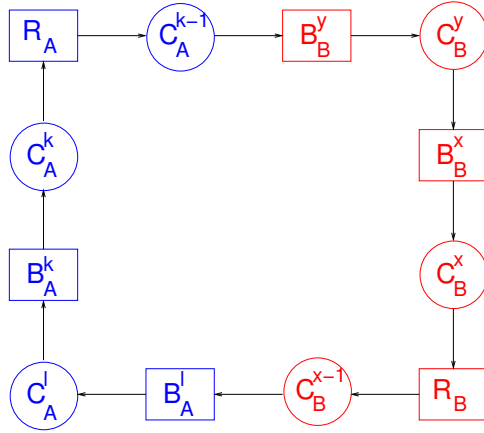 R_A C_A^{k-1} B_B^y C_B^y
C_A^k B_B^x
B_A^k C_B^x
C_A^l B_A^l C_B^{x-1} R_B